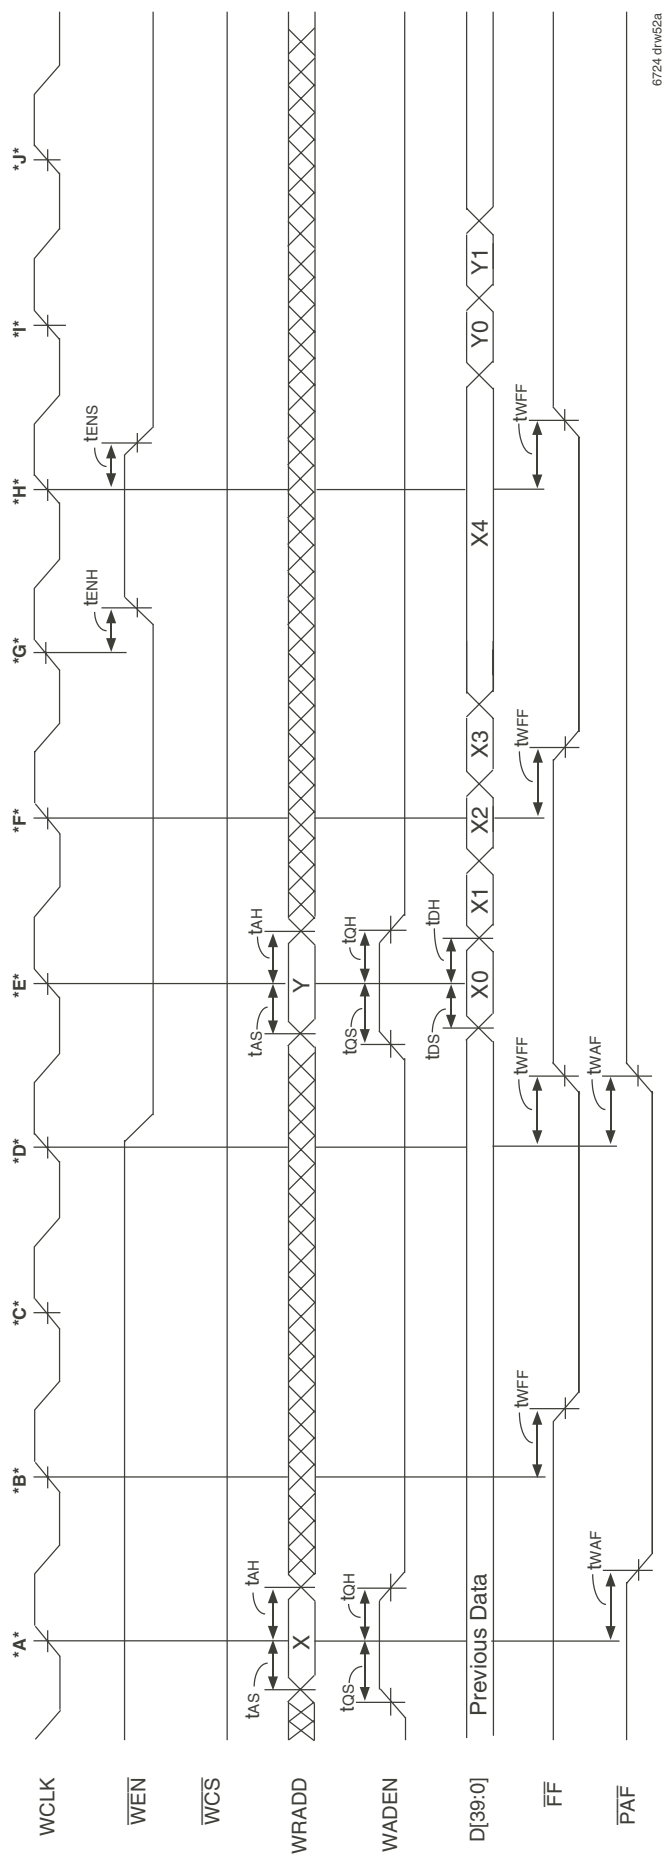 *A* *B* *C* *D* *E* *F* *G* *H* *I* *J*
WCLK
tENH tENS
WEN
WCS
tAS tAH tAS tAH
WRADD X Y
tQS tQH tQS tQH
WADEN
tDS tDH
D[39:0] Previous Data X0 X1 X2 X3 X4 Y0 Y1
tWFF tWFF tWFF tWFF
FF
tWAF tWAF
PAF
6724 drw52a